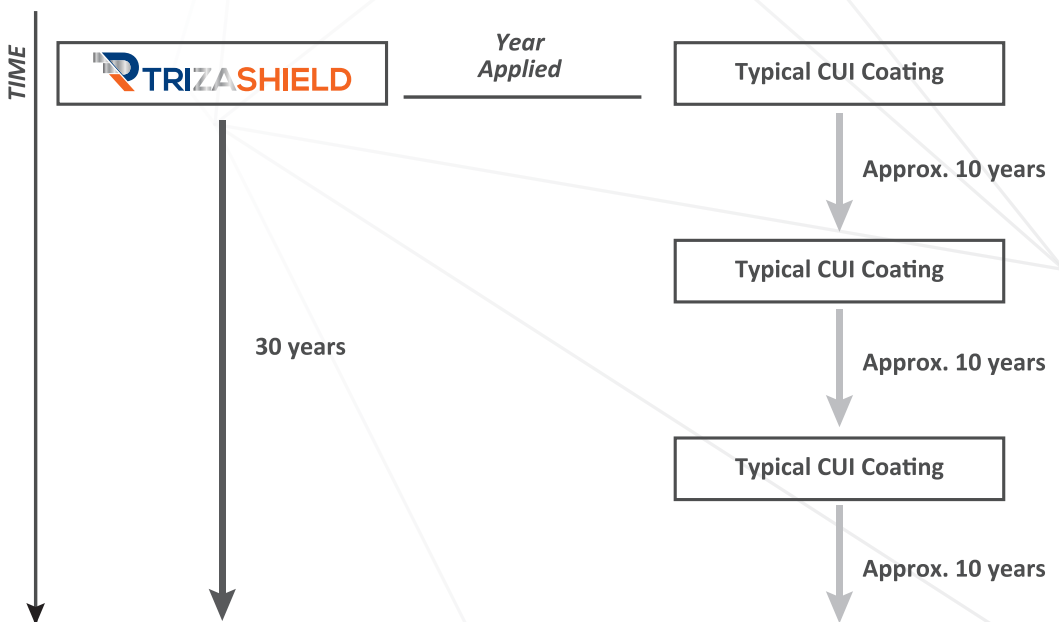 TIME
TRIZASHIELD
Year
Applied
Typical CUI Coating
Approx. 10 years
Typical CUI Coating
30 years
Approx. 10 years
Typical CUI Coating
Approx. 10 years